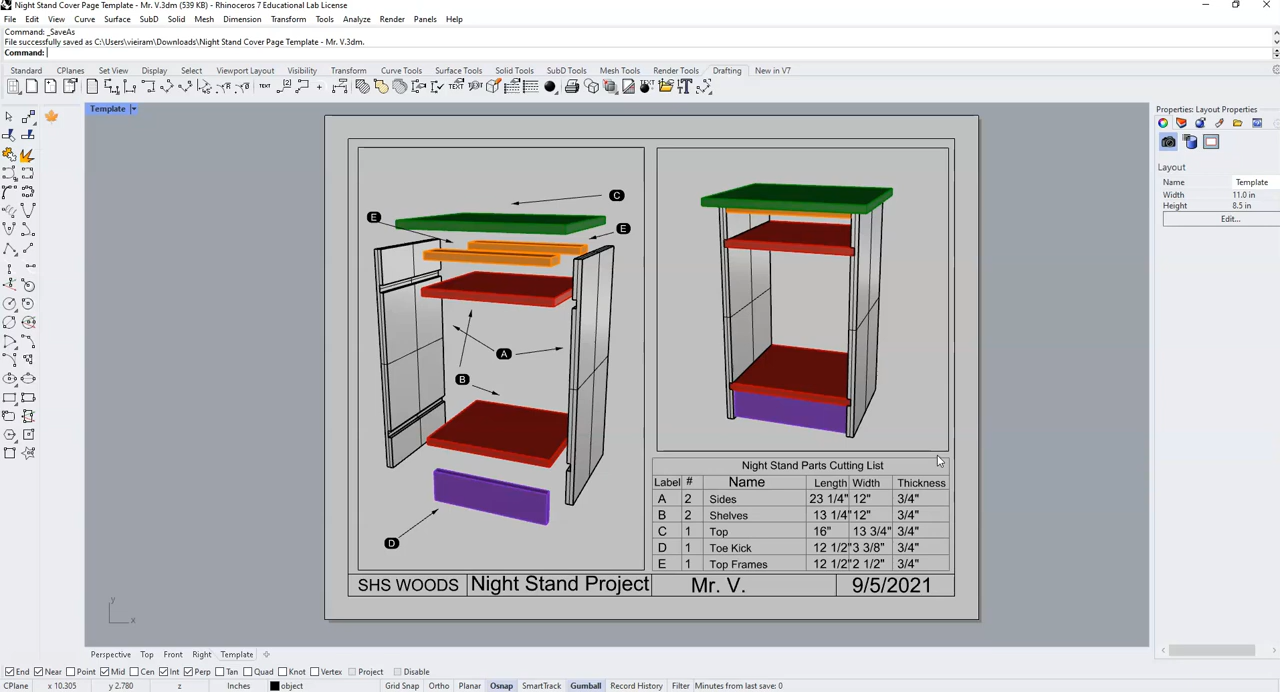 Night Stand Cover Page Template - Mr. V.3dm (539 KB) - Rhinoceros 7 Educational Lab License
File Edit View Curve Surface SubD Solid Mesh Dimension Transform Tools Analyze Render Panels Help
Command: _SaveAs
File successfully saved as C:\Users\vieiram\Downloads\Night Stand Cover Page Template - Mr. V.3dm.
Command:
Standard CPlanes Set View Display Select Viewport Layout Visibility Transform Curve Tools Surface Tools Solid Tools SubD Tools Mesh Tools Render Tools Drafting New in V7
TEXT
Template
Properties: Layout Properties
Layout
Name Template
Width 11.0 in
Height 8.5 in
Edit...
C
E
E
A
B
D
Night Stand Parts Cutting List
Label # Name Length Width Thickness
A 2 Sides 23 1/4" 12" 3/4"
B 2 Shelves 13 1/4" 12" 3/4"
C 1 Top 16" 13 3/4" 3/4"
D 1 Toe Kick 12 1/2" 3 3/8" 3/4"
E 1 Top Frames 12 1/2" 2 1/2" 3/4"
SHS WOODS Night Stand Project Mr. V. 9/5/2021
y
x
Perspective Top Front Right Template
End Near Point Mid Cen Int Perp Tan Quad Knot Vertex Project Disable
CPlane x 10.305 y 2.780 z Inches object Grid Snap Ortho Planar Osnap SmartTrack Gumball Record History Filter Minutes from last save: 0